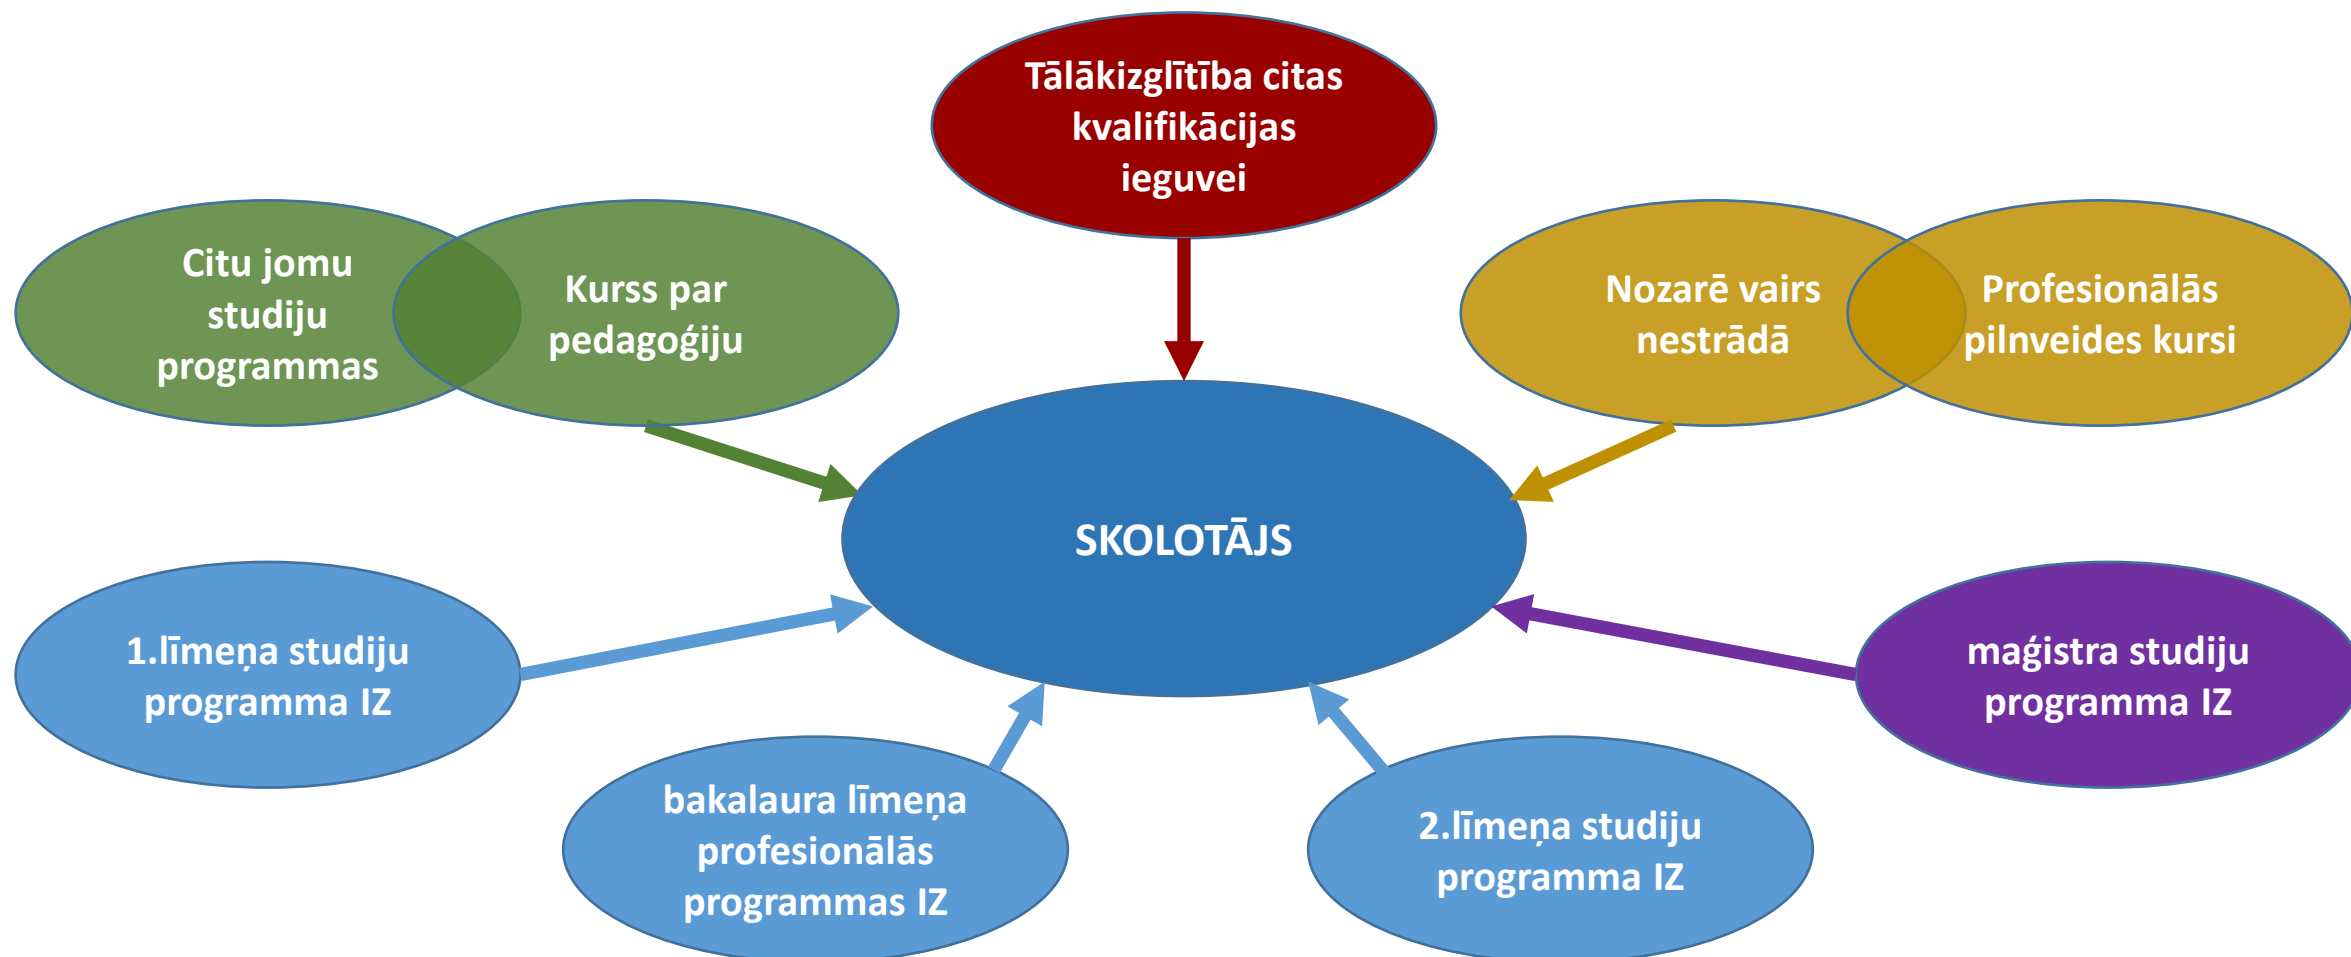 Tālākizglītība citas
kvalifikācijas
ieguvei
Citu jomu
studiju
programmas
Kurss par
pedagoģiju
Nozarē vairs
nestrādā
Profesionālās
pilnveides kursi
SKOLOTĀJS
1.līmeņa studiju
programma IZ
maģistra studiju
programma IZ
bakalaura līmeņa
profesionālās
programmas IZ
2.līmeņa studiju
programma IZ